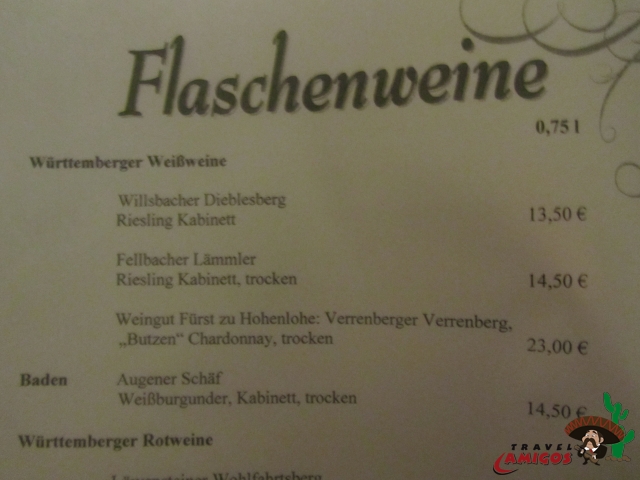 Flaschenweine
0,75 l
Württemberger Weißweine
Willsbacher Dieblesberg
Riesling Kabinett 13,50 €
Fellbacher Lämmler
Riesling Kabinett, trocken 14,50 €
Weingut Fürst zu Hohenlohe: Verrenberger Verrenberg,
„Butzen“ Chardonnay, trocken 23,00 €
Baden Augener Schäf
Weißburgunder, Kabinett, trocken 14,50 €
Württemberger Rotweine
Wohlfahrtsberg
TRAVEL
AMIGOS